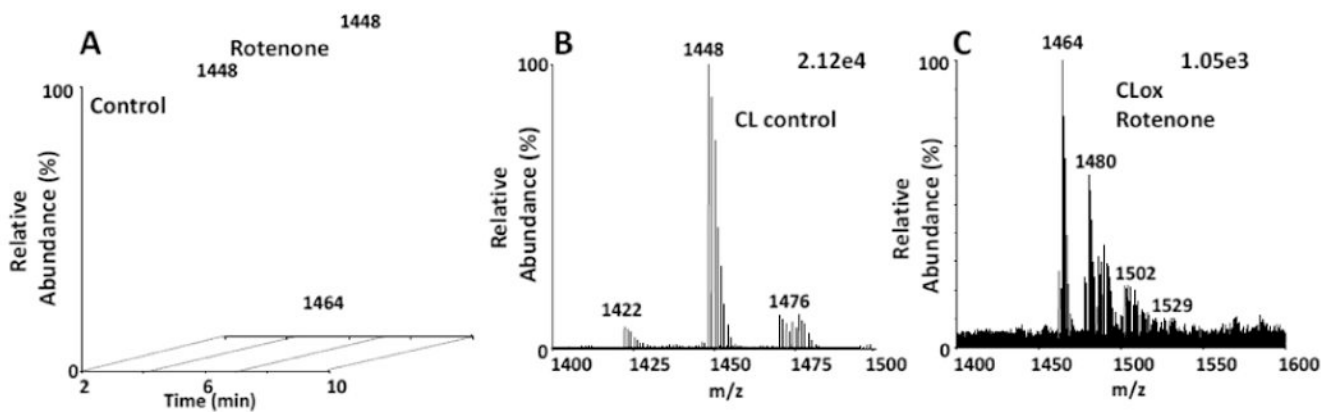 A
1448
Rotenone
1448
100
Control
Relative
Abundance (%)
1464
0
2
6
10
Time (min)
B
1448
2.12e4
100
CL control
Relative
Abundance (%)
1422
1476
0
1400
1425
1450
1475
1500
m/z
C
1464
1.05e3
100
CLox
Rotenone
1480
Relative
Abundance (%)
1502
1529
0
1400
1450
1500
1550
1600
m/z